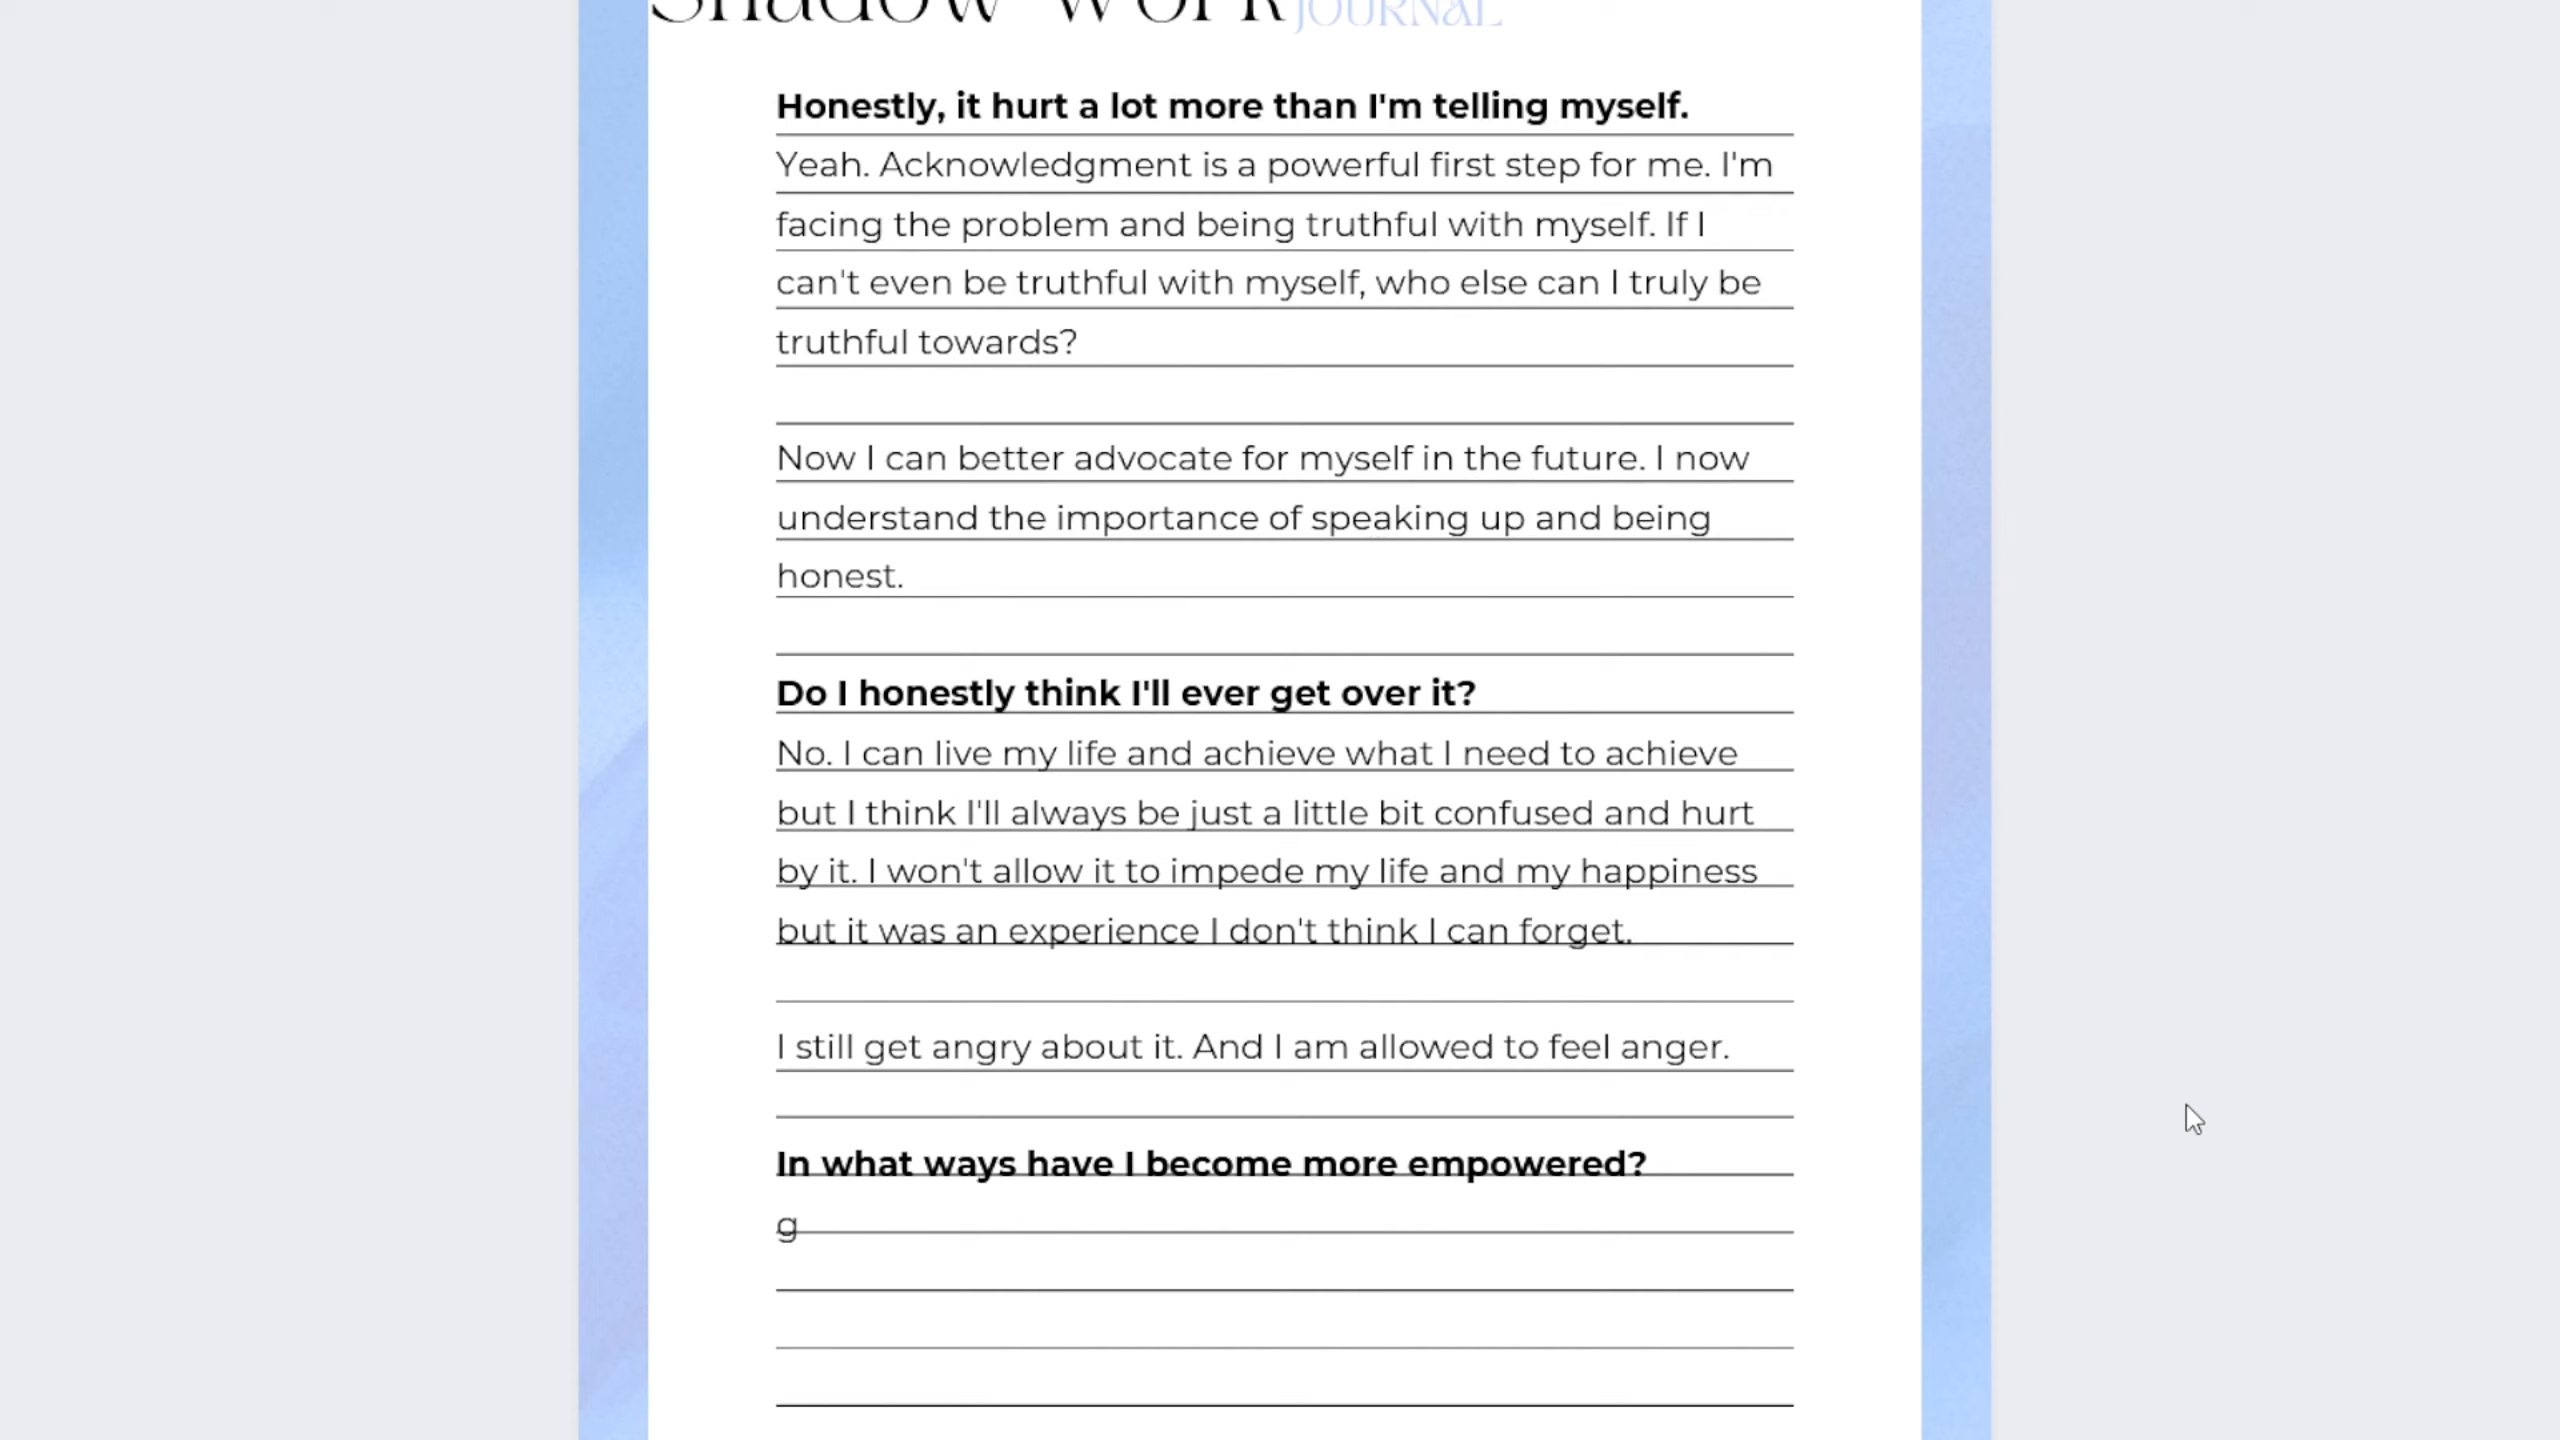 Shadow Work JOURNAL
Honestly, it hurt a lot more than I'm telling myself.
Yeah. Acknowledgment is a powerful first step for me. I'm
facing the problem and being truthful with myself. If I
can't even be truthful with myself, who else can I truly be
truthful towards?
Now I can better advocate for myself in the future. I now
understand the importance of speaking up and being
honest.
Do I honestly think I'll ever get over it?
No. I can live my life and achieve what I need to achieve
but I think I'll always be just a little bit confused and hurt
by it. I won't allow it to impede my life and my happiness
but it was an experience I don't think I can forget.
I still get angry about it. And I am allowed to feel anger.
In what ways have I become more empowered?
g